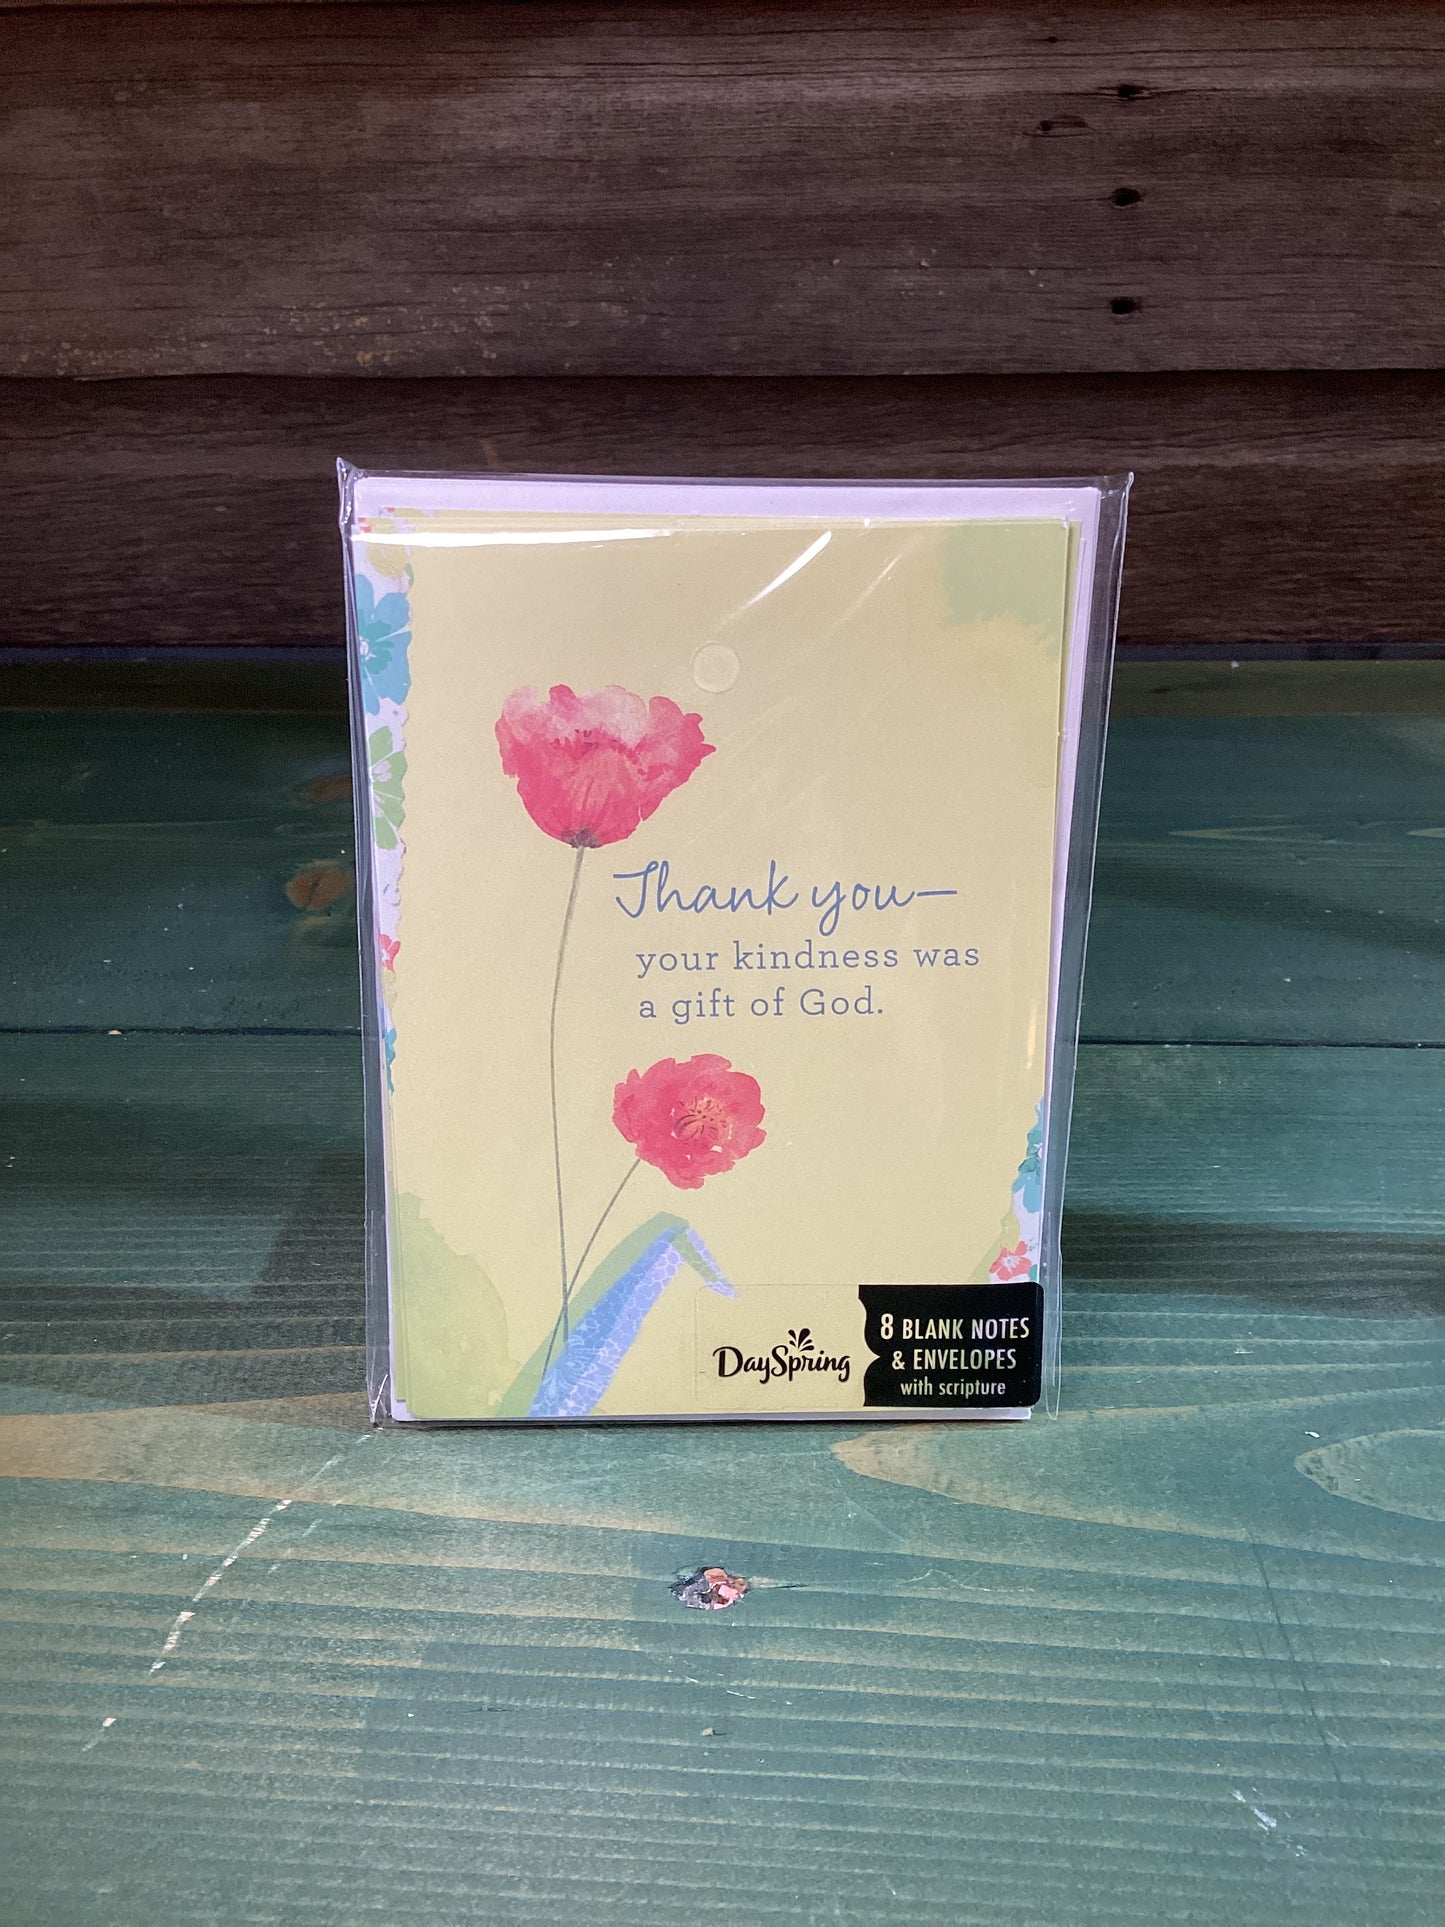 Thank you—
your kindness was
a gift of God.
DaySpring
8 BLANK NOTES
& ENVELOPES
with scripture